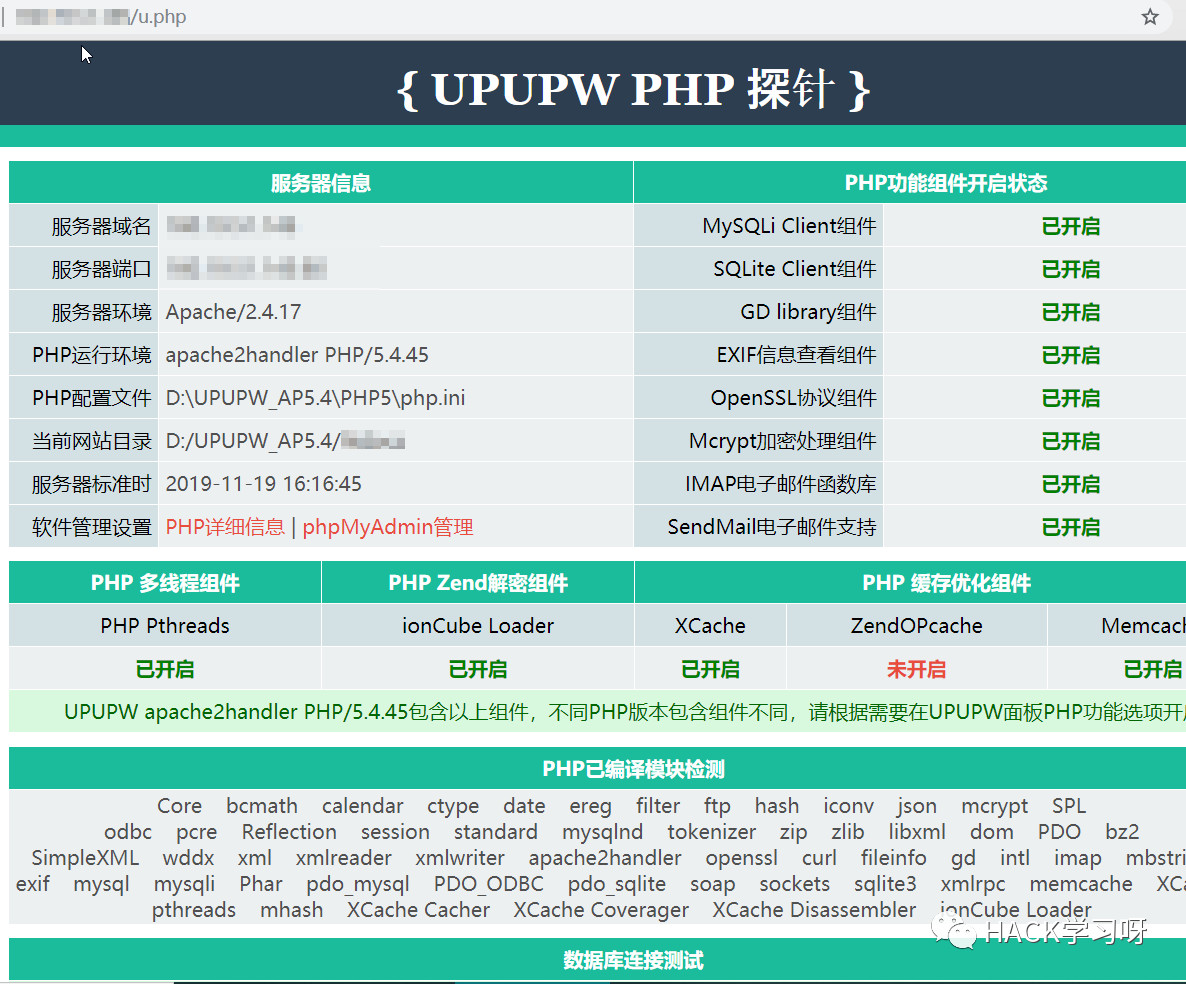 /u.php
{ UPUPW PHP 探针 }
服务器信息
PHP功能组件开启状态
服务器域名
MySQLi Client组件 已开启
服务器端口
SQLite Client组件 已开启
服务器环境 Apache/2.4.17
GD library组件 已开启
PHP运行环境 apache2handler PHP/5.4.45
EXIF信息查看组件 已开启
PHP配置文件 D:\UPUPW_AP5.4\PHP5\php.ini
OpenSSL协议组件 已开启
当前网站目录 D:/UPUPW_AP5.4/
Mcrypt加密处理组件 已开启
服务器标准时 2019-11-19 16:16:45
IMAP电子邮件函数库 已开启
软件管理设置 PHP详细信息 | phpMyAdmin管理
SendMail电子邮件支持 已开启
PHP 多线程组件 PHP Zend解密组件 PHP 缓存优化组件
PHP Pthreads ionCube Loader XCache ZendOPcache Memcach
已开启 已开启 已开启 未开启 已开启
UPUPW apache2handler PHP/5.4.45包含以上组件，不同PHP版本包含组件不同，请根据需要在UPUPW面板PHP功能选项开
PHP已编译模块检测
Core bcmath calendar ctype date ereg filter ftp hash iconv json mcrypt SPL
odbc pcre Reflection session standard mysqlnd tokenizer zip zlib libxml dom PDO bz2
SimpleXML wddx xml xmlreader xmlwriter apache2handler openssl curl fileinfo gd intl imap mbstri
exif mysql mysqli Phar pdo_mysql PDO_ODBC pdo_sqlite soap sockets sqlite3 xmlrpc memcache XCa
pthreads mhash XCache Cacher XCache Coverager XCache Disassembler ionCube Loader
HACK学习呀
数据库连接测试